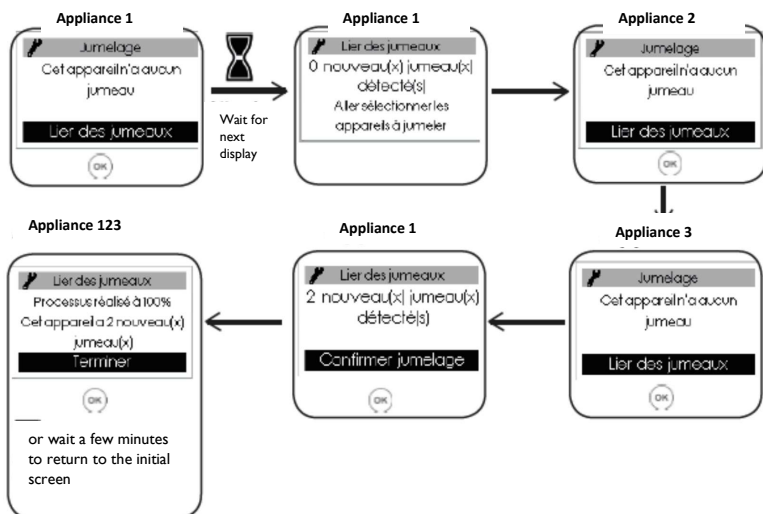 Appliance 1
Jumelage
Cet appareil n'a aucun
jumeau
Lier des jumeaux
OK
Wait for
next
display
Appliance 1
Lier des jumeaux
0 nouveau(x) jumeau(x|
détecté(s|
Aller sélectionner les
appareils à jumeler
Appliance 2
Jumelage
Cet appareil n'a aucun
jumeau
Lier des jumeaux
OK
Appliance 3
Jumelage
Cet appareil n'a aucun
jumeau
Lier des jumeaux
OK
Appliance 1
Lier des jumeaux
2 nouveau(x| jumeau(x)
détecté|s)
Confirmer jumelage
OK
Appliance 123
Lier des jumeaux
Processus réalisé à 100%
Cet appareil a 2 nouveau(x)
jumeau(x)
Terminer
OK
or wait a few minutes
to return to the initial
screen